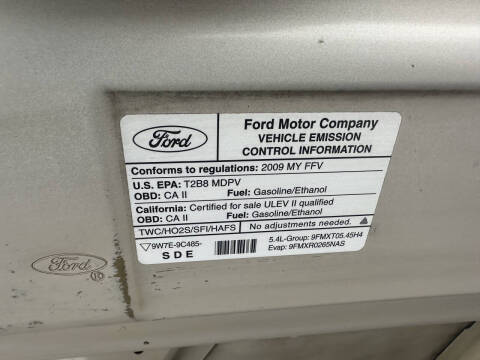 Ford
Ford Motor Company
VEHICLE EMISSION
CONTROL INFORMATION
Conforms to regulations: 2009 MY FFV
U.S. EPA: T2B8 MDPV
OBD: CA II Fuel: Gasoline/Ethanol
California: Certified for sale ULEV II qualified
OBD: CA II Fuel: Gasoline/Ethanol
TWC/HO2S/SFI/HAFS No adjustments needed.
9W7E-9C485-
SDE
5.4L-Group: 9FMXT05.45H4
Evap: 9FMXR0265NAS
Ford